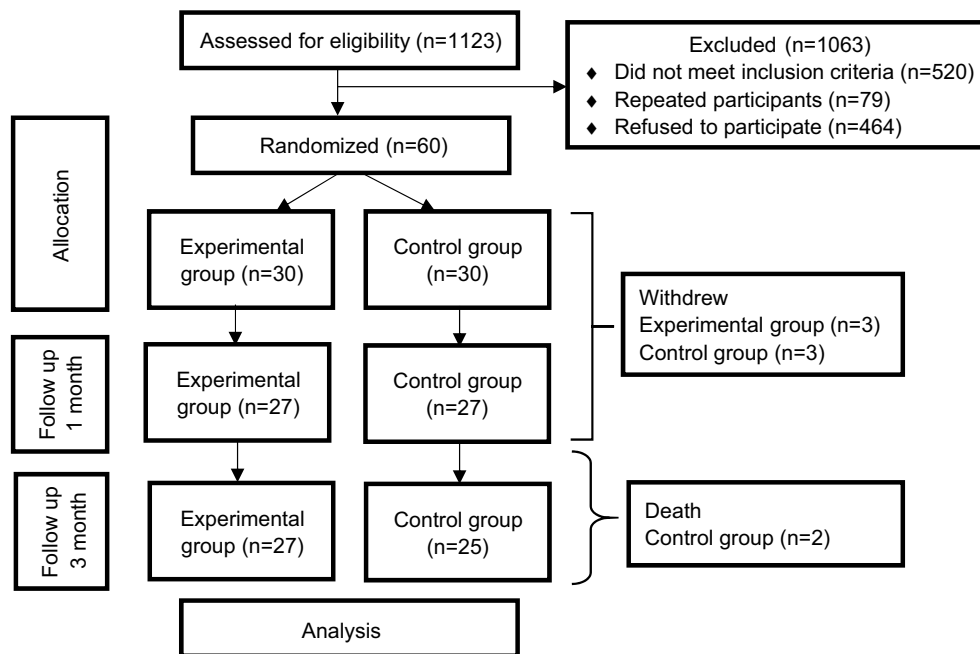 Assessed for eligibility (n=1123)
Excluded (n=1063)
♦ Did not meet inclusion criteria (n=520)
♦ Repeated participants (n=79)
♦ Refused to participate (n=464)
Randomized (n=60)
Allocation
Experimental
group (n=30)
Control group
(n=30)
Withdrew
Experimental group (n=3)
Control group (n=3)
Follow up
1 month
Experimental
group (n=27)
Control group
(n=27)
Follow up
3 month
Experimental
group (n=27)
Control group
(n=25)
Death
Control group (n=2)
Analysis